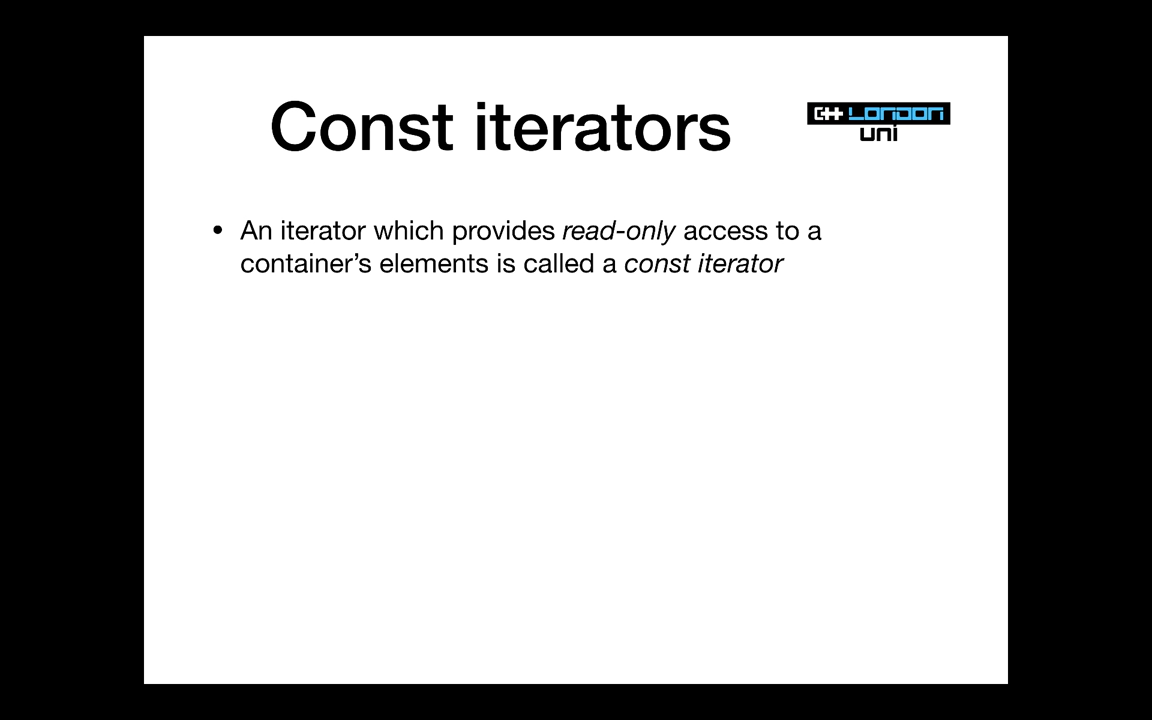 Const iterators
C++ London
uni
• An iterator which provides read-only access to a
container’s elements is called a const iterator